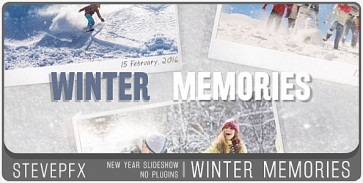 15 February, 2016
WINTER MEMORIES
STEVEPFX
NEW YEAR SLIDESHOW
NO PLUGINS
WINTER MEMORIES